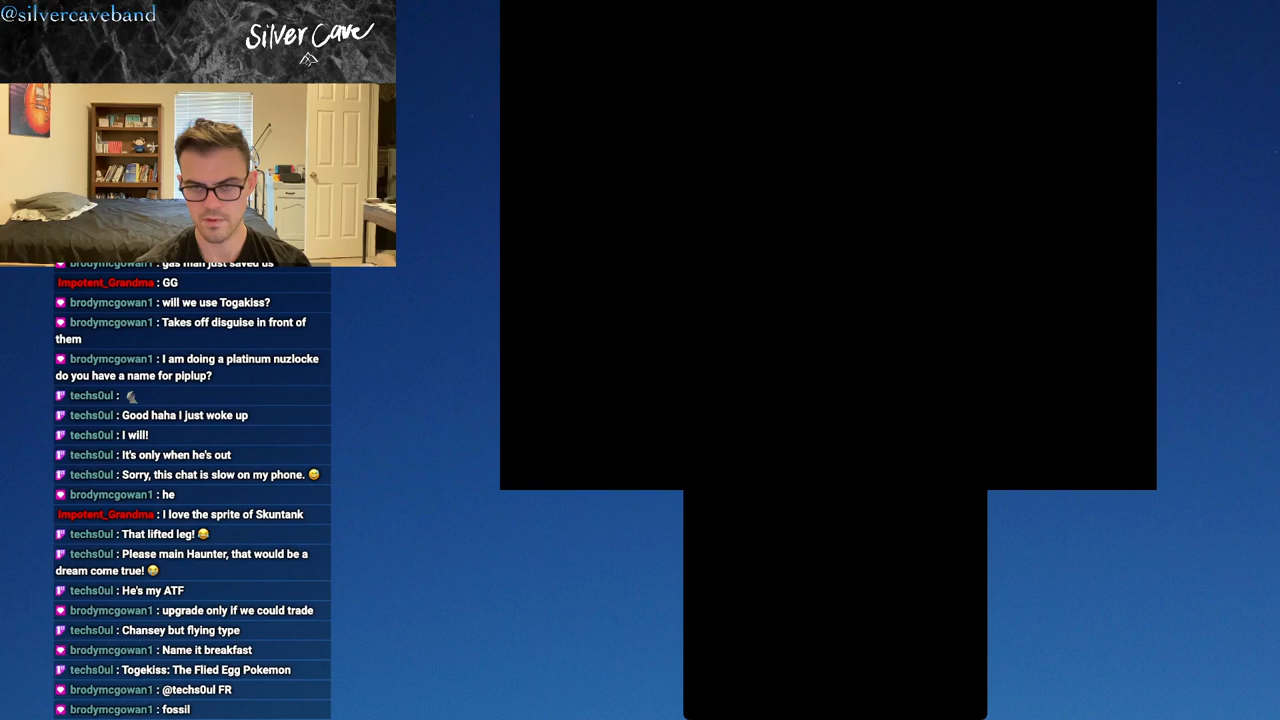 @silvercaveband
Silver Cave
brodymcgowan1 : gas man just saved us
Impotent_Grandma : GG
brodymcgowan1 : will we use Togakiss?
brodymcgowan1 : Takes off disguise in front of
them
brodymcgowan1 : I am doing a platinum nuzlocke
do you have a name for piplup?
techs0ul :
techs0ul : Good haha I just woke up
techs0ul : I will!
techs0ul : It's only when he's out
techs0ul : Sorry, this chat is slow on my phone. 😅
brodymcgowan1 : he
Impotent_Grandma : I love the sprite of Skuntank
techs0ul : That lifted leg! 😂
techs0ul : Please main Haunter, that would be a
dream come true! 😭
techs0ul : He's my ATF
brodymcgowan1 : upgrade only if we could trade
techs0ul : Chansey but flying type
brodymcgowan1 : Name it breakfast
techs0ul : Togekiss: The Flied Egg Pokemon
brodymcgowan1 : @techs0ul FR
brodymcgowan1 : fossil